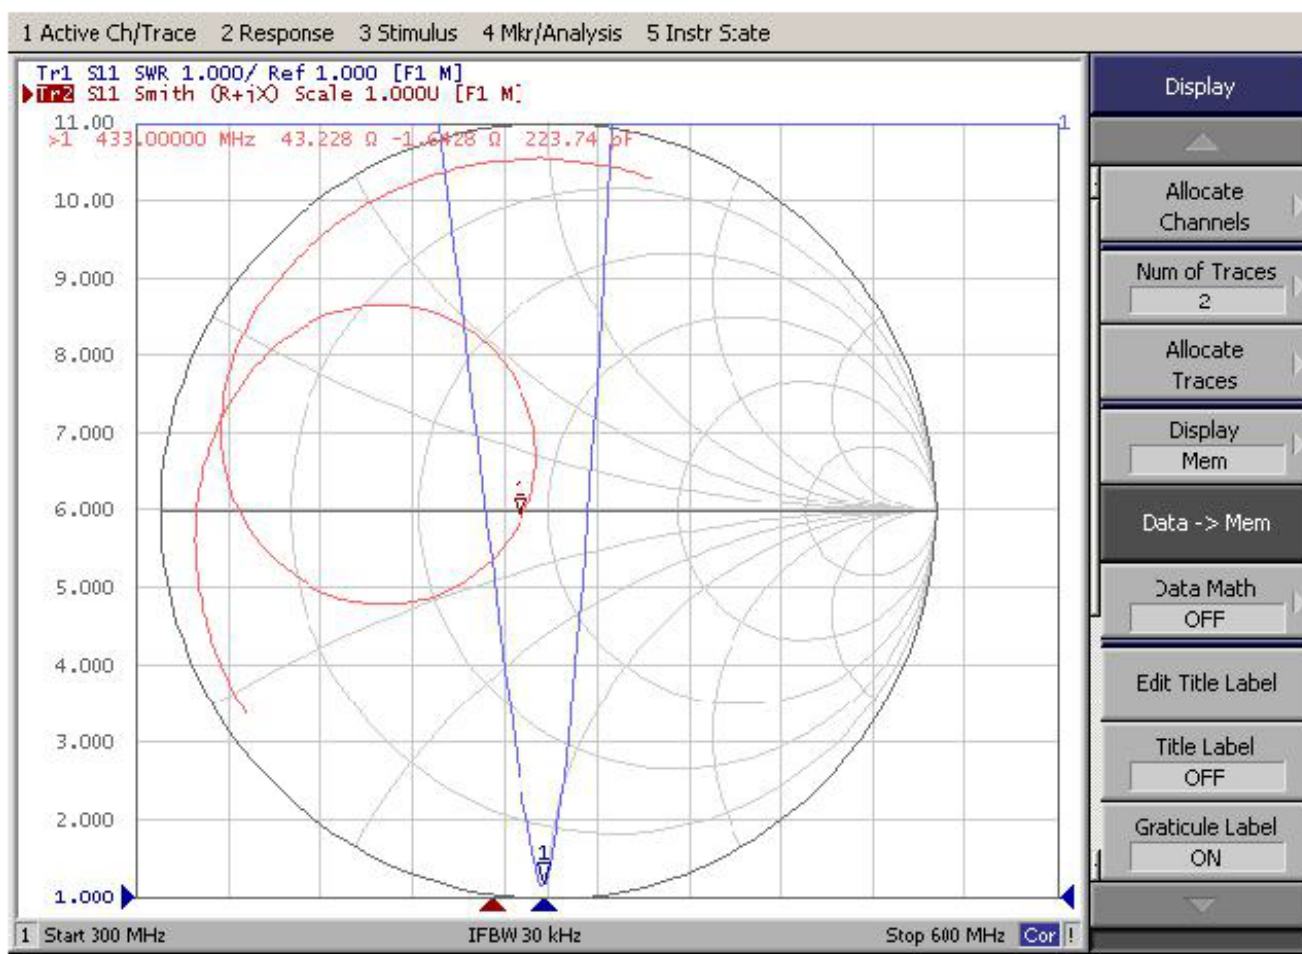 1 Active Ch/Trace 2 Response 3 Stimulus 4 Mkr/Analysis 5 Instr State
Tr1 S11 SWR 1.000/ Ref 1.000 [F1 M]
Tr2 S11 Smith (R+jX) Scale 1.000U [F1 M]
11.00
>1 433.00000 MHz 43.228 Ω -1.6428 Ω 223.74 pF
1
10.00
9.000
8.000
7.000
6.000
5.000
4.000
3.000
2.000
1
1.000
1 Start 300 MHz IFBW 30 kHz Stop 600 MHz Cor !
Display
Allocate
Channels
Num of Traces
2
Allocate
Traces
Display
Mem
Data -> Mem
Data Math
OFF
Edit Title Label
Title Label
OFF
Graticule Label
ON